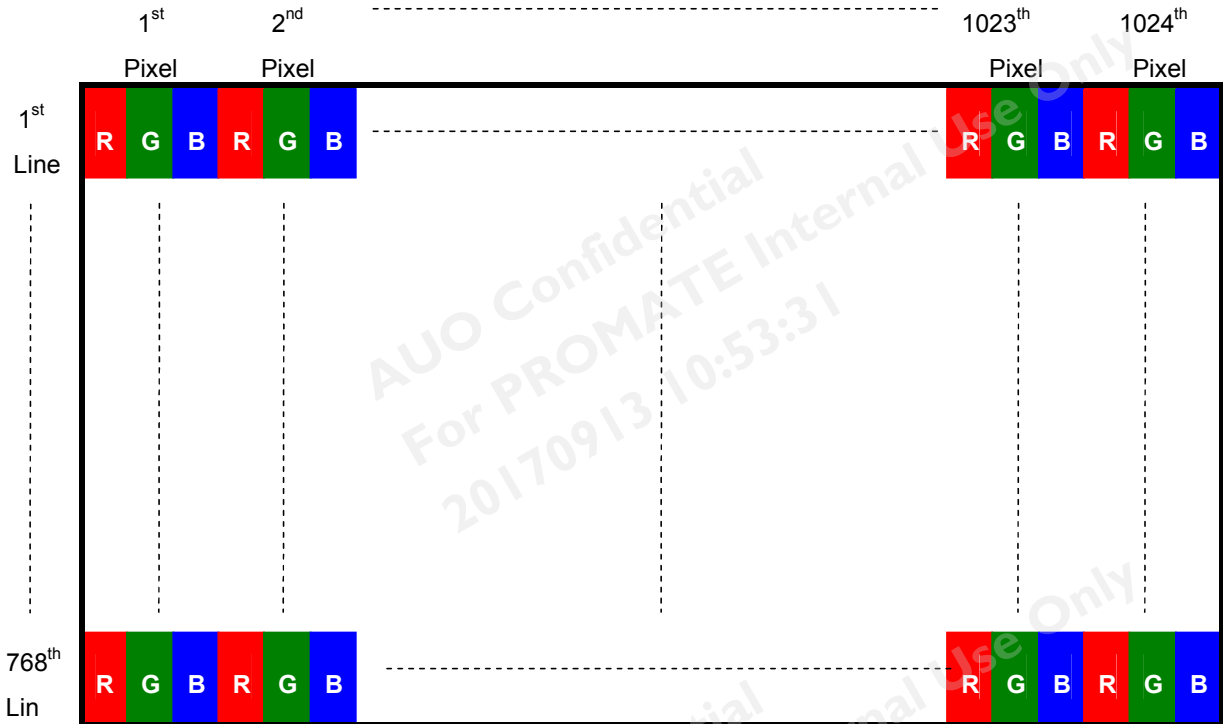 1st 2nd 1023th 1024th
Pixel Pixel Pixel Pixel
1st
Line
R G B R G B R G B R G B
AUO Confidential
For PROMATE Internal Use Only
20170913 10:53:31
768th
Lin
R G B R G B R G B R G B